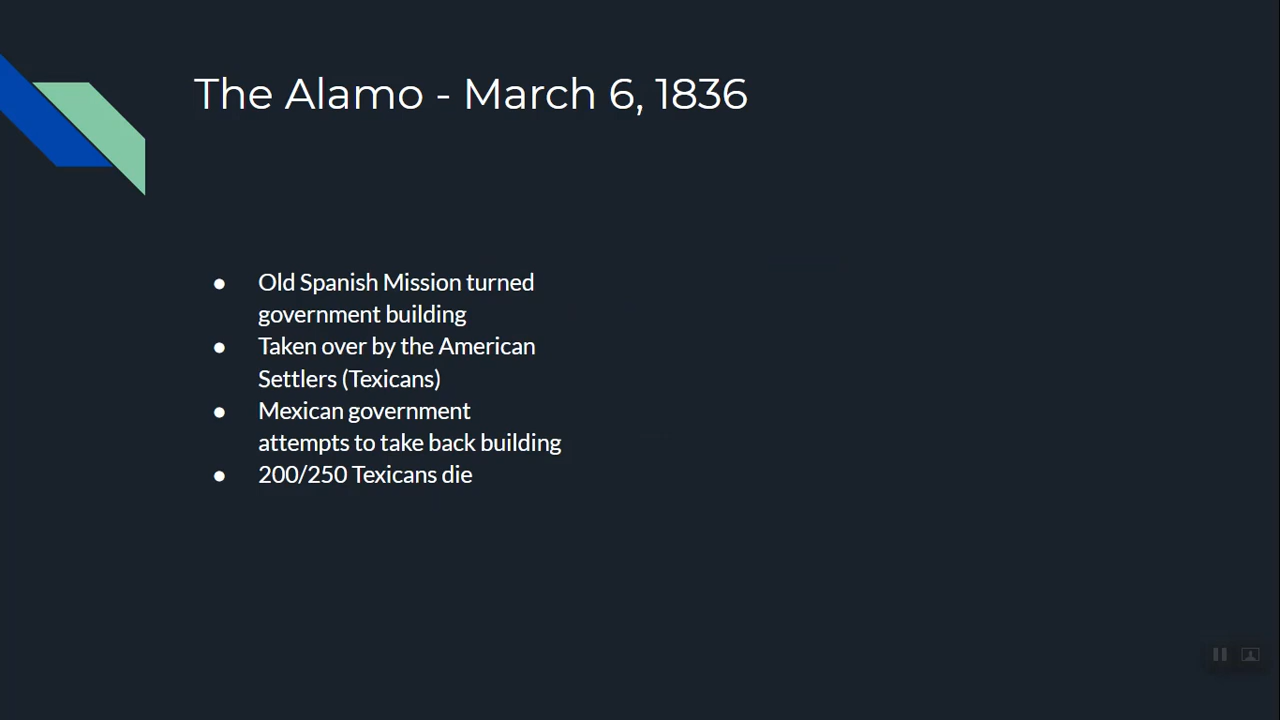 The Alamo - March 6, 1836
● Old Spanish Mission turned
government building
● Taken over by the American
Settlers (Texicans)
● Mexican government
attempts to take back building
● 200/250 Texicans die